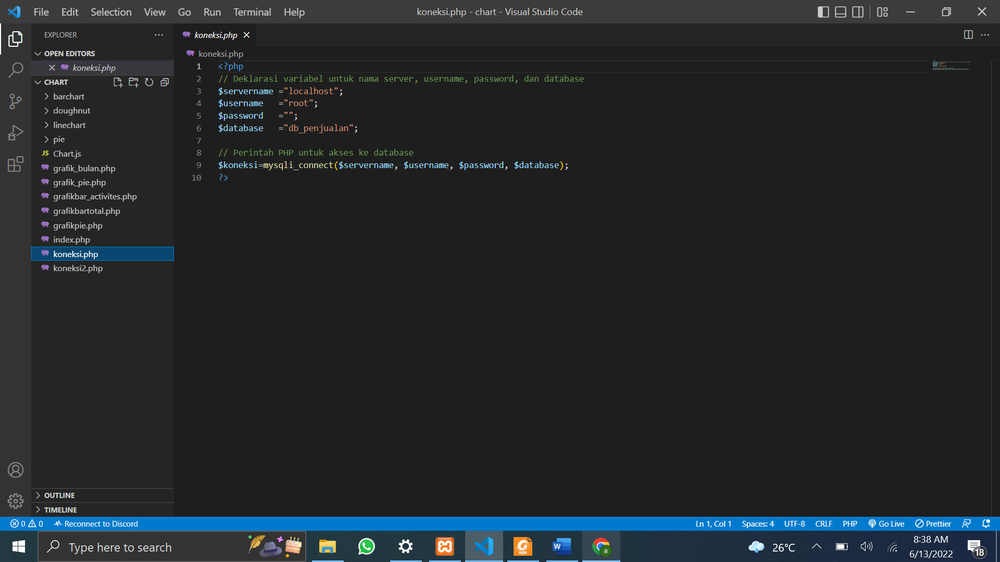 File Edit Selection View Go Run Terminal Help
koneksi.php - chart - Visual Studio Code
EXPLORER
OPEN EDITORS
koneksi.php
CHART
barchart
doughnut
linechart
pie
JS Chart.js
grafik_bulan.php
grafik_pie.php
grafikbar_activites.php
grafikbartotal.php
grafikpie.php
index.php
koneksi.php
koneksi2.php
OUTLINE
TIMELINE
koneksi.php
koneksi.php
1 <?php
2 // Deklarasi variabel untuk nama server, username, password, dan database
3 $servername ="localhost";
4 $username   ="root";
5 $password   ="";
6 $database   ="db_penjualan";
7
8 // Perintah PHP untuk akses ke database
9 $koneksi=mysqli_connect($servername, $username, $password, $database);
10 ?>
0 0 Reconnect to Discord
Ln 1, Col 1 Spaces: 4 UTF-8 CRLF PHP Go Live Prettier
Type here to search
PDF
W
a
26°C
8:38 AM
6/13/2022
18